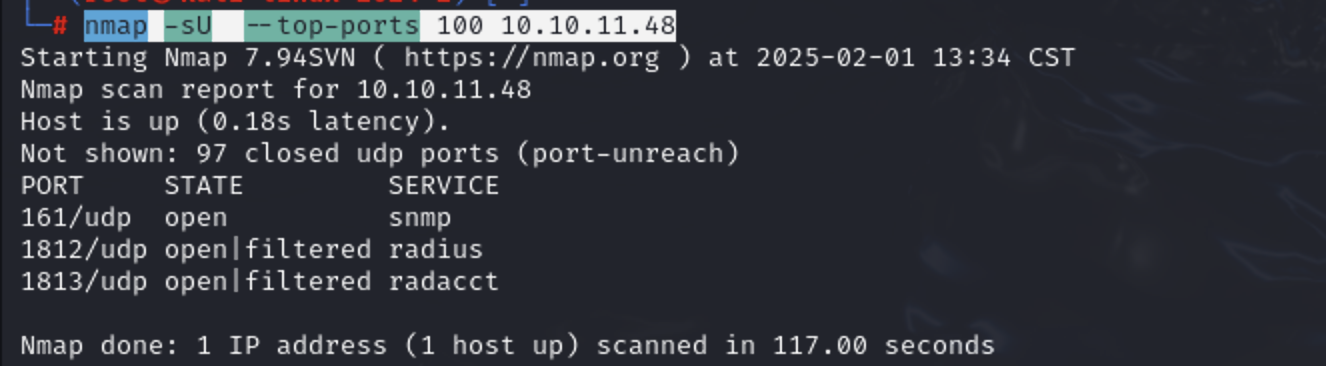 └─# nmap -sU --top-ports 100 10.10.11.48
Starting Nmap 7.94SVN ( https://nmap.org ) at 2025-02-01 13:34 CST
Nmap scan report for 10.10.11.48
Host is up (0.18s latency).
Not shown: 97 closed udp ports (port-unreach)
PORT     STATE         SERVICE
161/udp  open          snmp
1812/udp open|filtered radius
1813/udp open|filtered radacct
Nmap done: 1 IP address (1 host up) scanned in 117.00 seconds